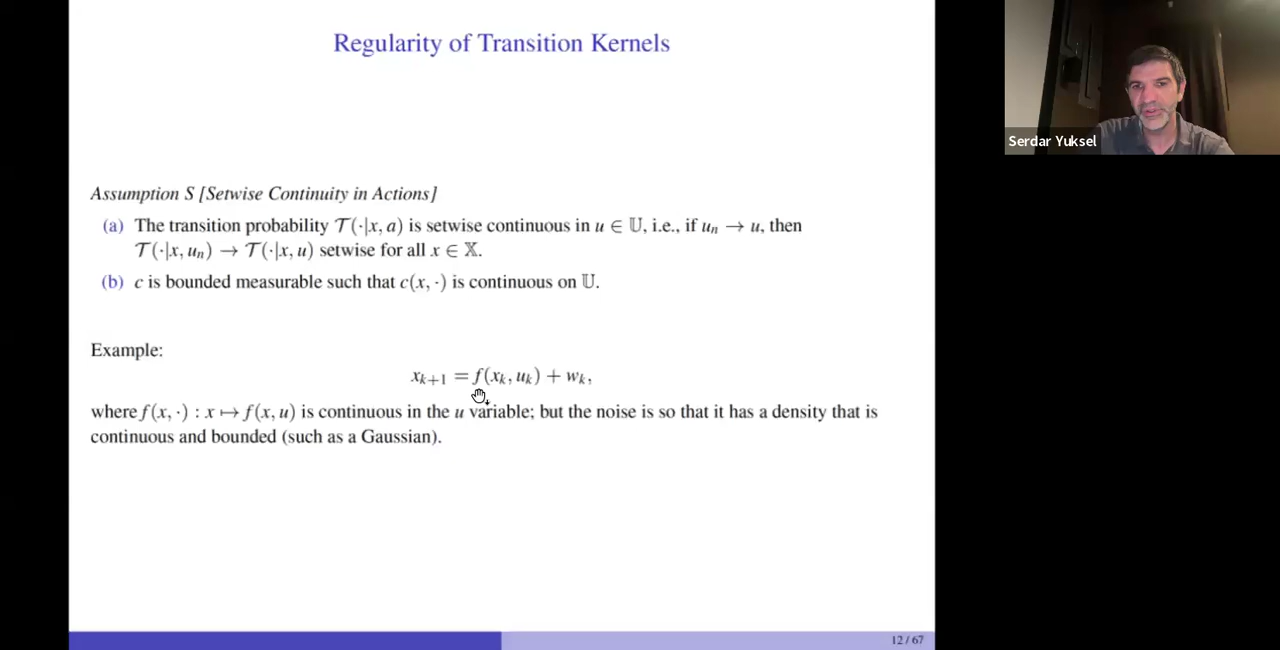 Regularity of Transition Kernels
Serdar Yuksel
Assumption S [Setwise Continuity in Actions]
(a) The transition probability 𝒯(·|x, a) is setwise continuous in u ∈ 𝕌, i.e., if uₙ → u, then
𝒯(·|x, uₙ) → 𝒯(·|x, u) setwise for all x ∈ 𝕏.
(b) c is bounded measurable such that c(x, ·) is continuous on 𝕌.
Example:
xₖ₊₁ = f(xₖ, uₖ) + wₖ,
where f(x, ·) : x ↦ f(x, u) is continuous in the u variable; but the noise is so that it has a density that is
continuous and bounded (such as a Gaussian).
12 / 67